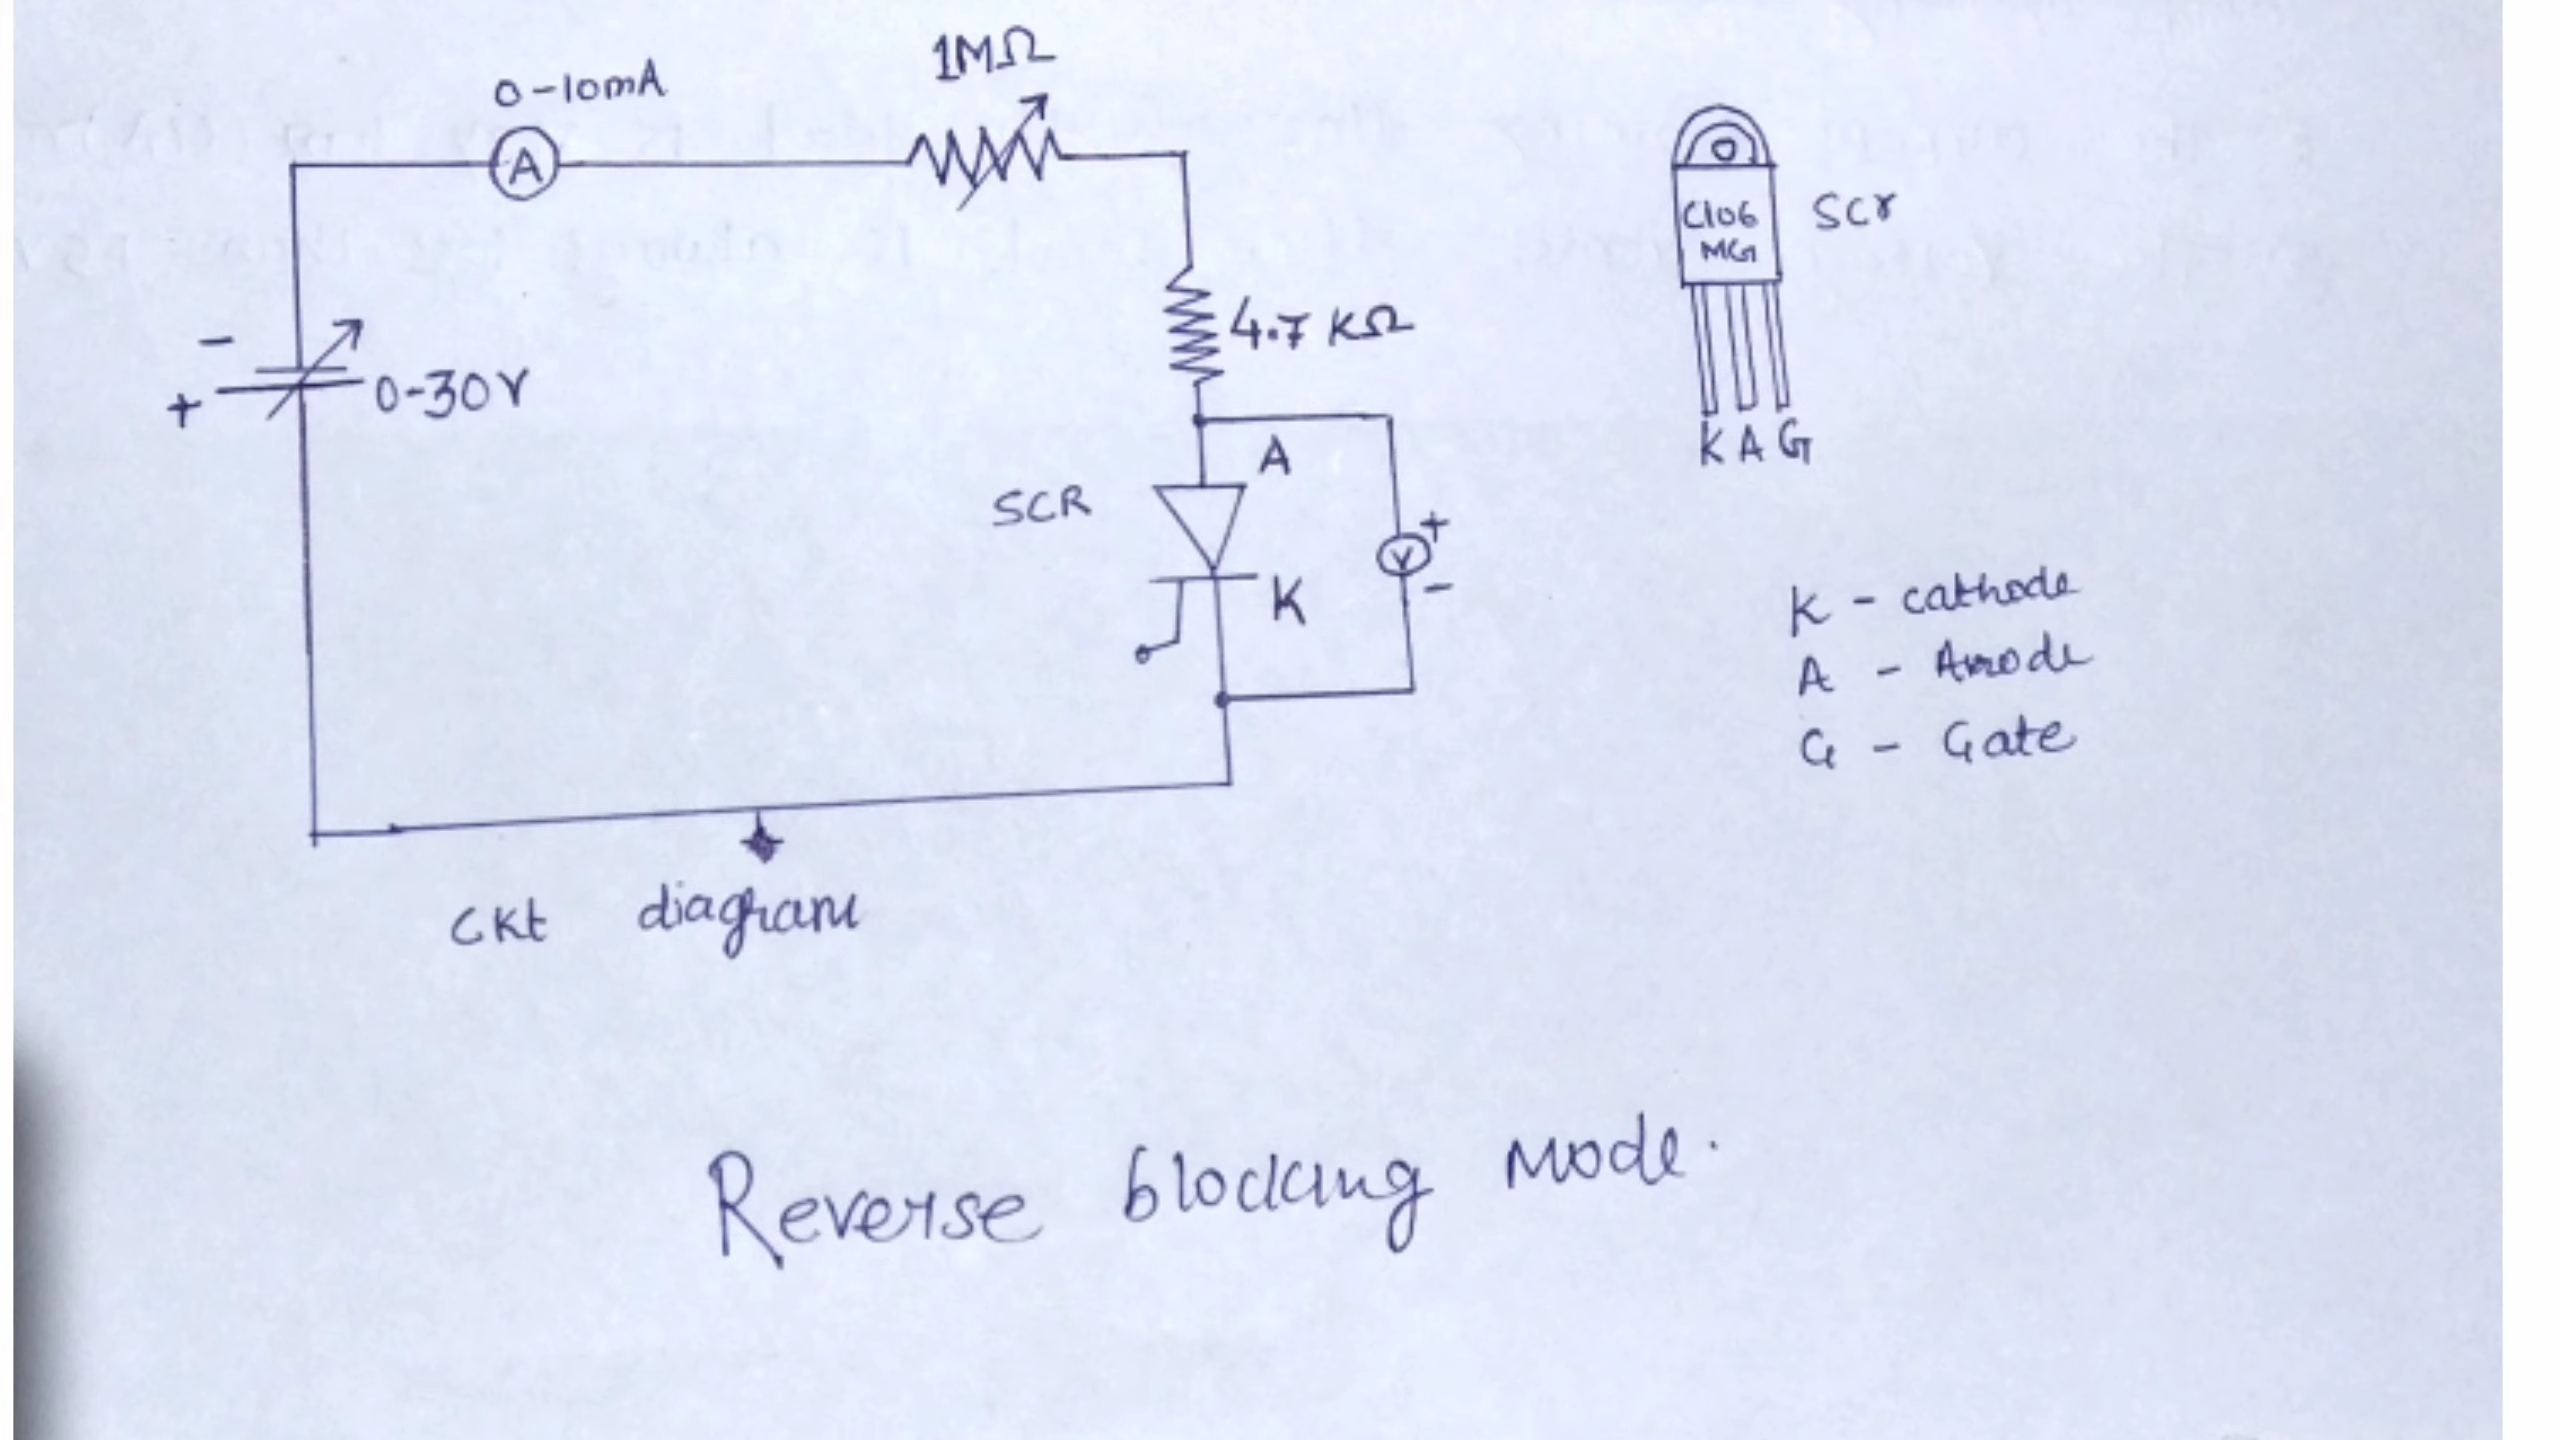 0-10mA
1MΩ
A
-
+
0-30V
4.7 KΩ
A
SCR
K
V
+
-
C106
MG
SCr
K A G
K - cathode
A - Anode
G - Gate
Ckt diagram
Reverse blocking Mode.